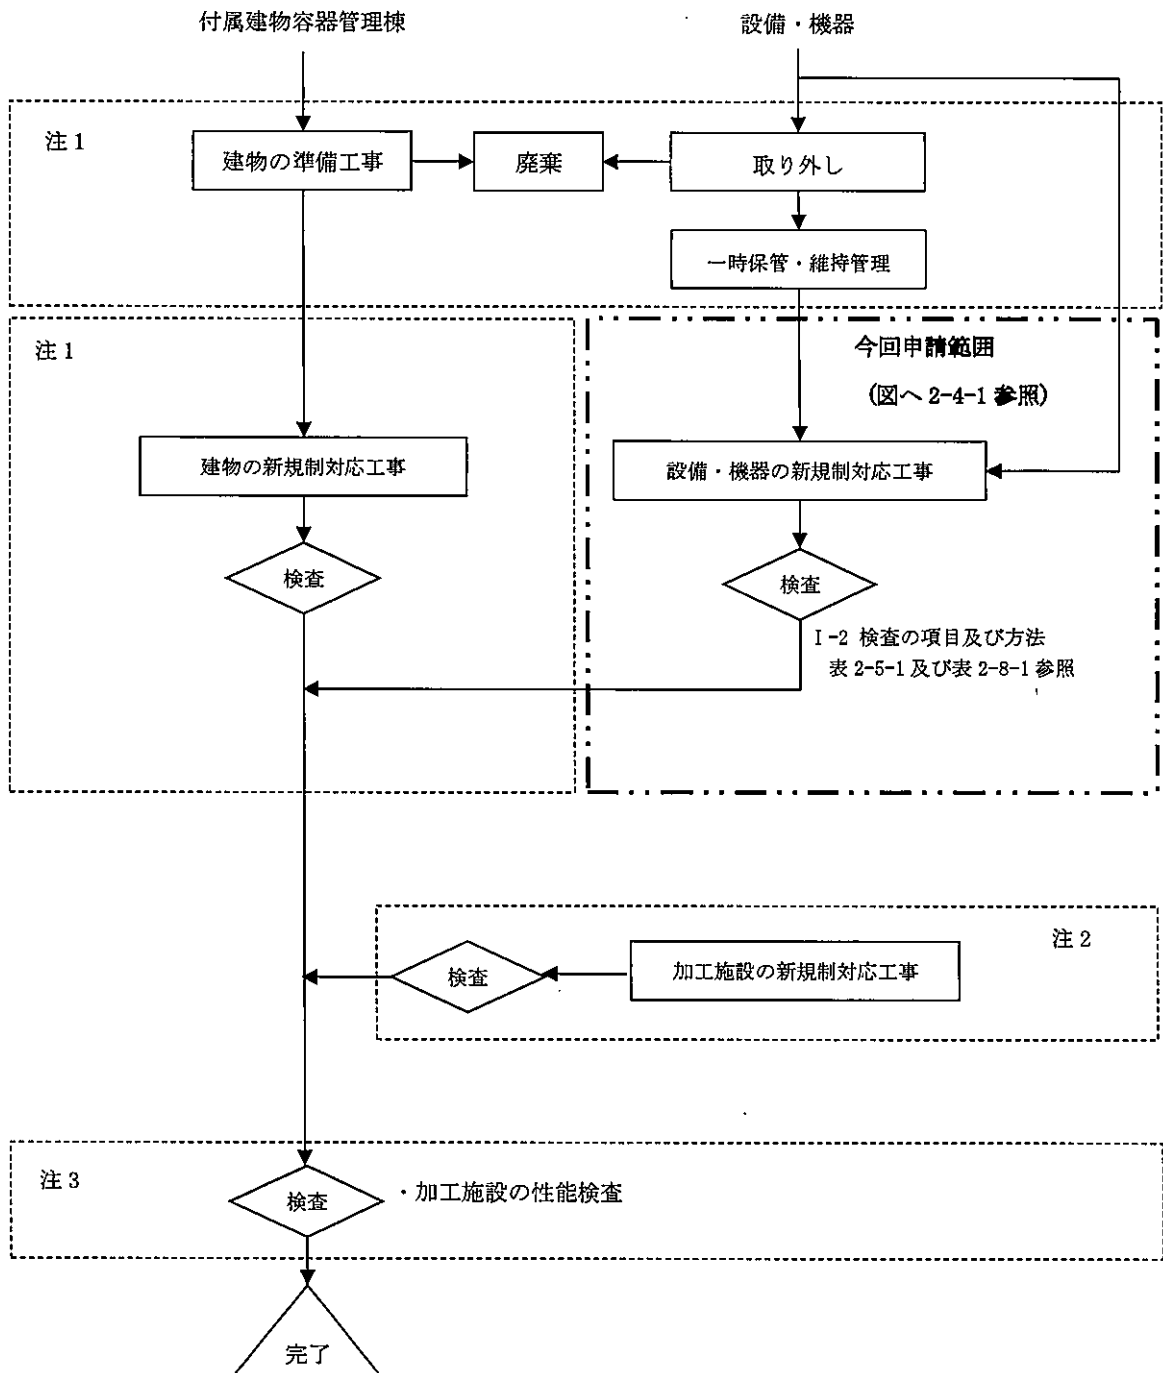 付属建物容器管理棟
設備・機器
注1
建物の準備工事
廃棄
取り外し
一時保管・維持管理
注1
今回申請範囲
(図へ 2-4-1 参照)
建物の新規制対応工事
設備・機器の新規制対応工事
検査
検査
I-2 検査の項目及び方法
表 2-5-1 及び表 2-8-1 参照
注2
検査
加工施設の新規制対応工事
注3
検査
・加工施設の性能検査
完了